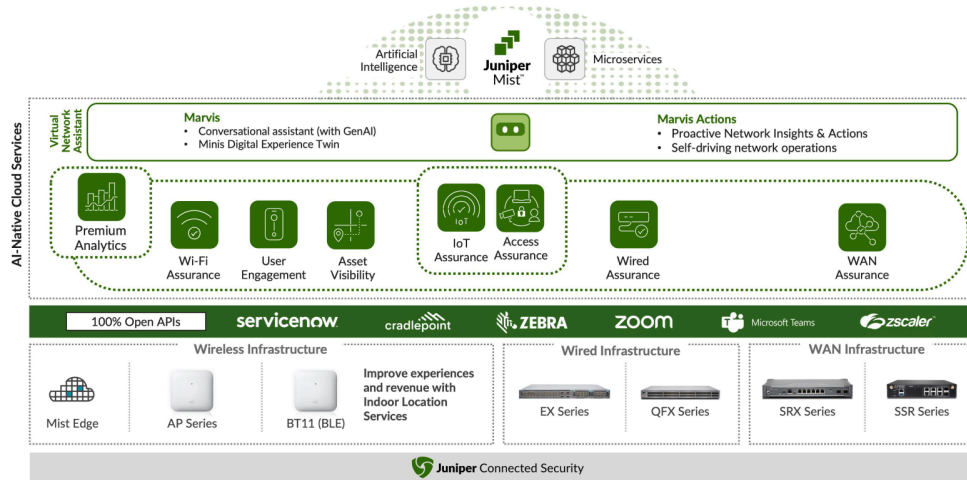 Artificial
Intelligence
Juniper
Mist™
Microservices
AI-Native Cloud Services
Virtual
Network
Assistant
Marvis
• Conversational assistant (with GenAI)
• Minis Digital Experience Twin
Marvis Actions
• Proactive Network Insights & Actions
• Self-driving network operations
Premium
Analytics
Wi-Fi
Assurance
User
Engagement
Asset
Visibility
IoT
IoT
Assurance
Access
Assurance
Wired
Assurance
WAN
Assurance
100% Open APIs
servicenow
cradlepoint
ZEBRA
zoom
Microsoft Teams
zscaler™
Wireless Infrastructure
Mist Edge
AP Series
BT11 (BLE)
Improve experiences
and revenue with
Indoor Location
Services
Wired Infrastructure
EX Series
QFX Series
WAN Infrastructure
SRX Series
SSR Series
Juniper Connected Security